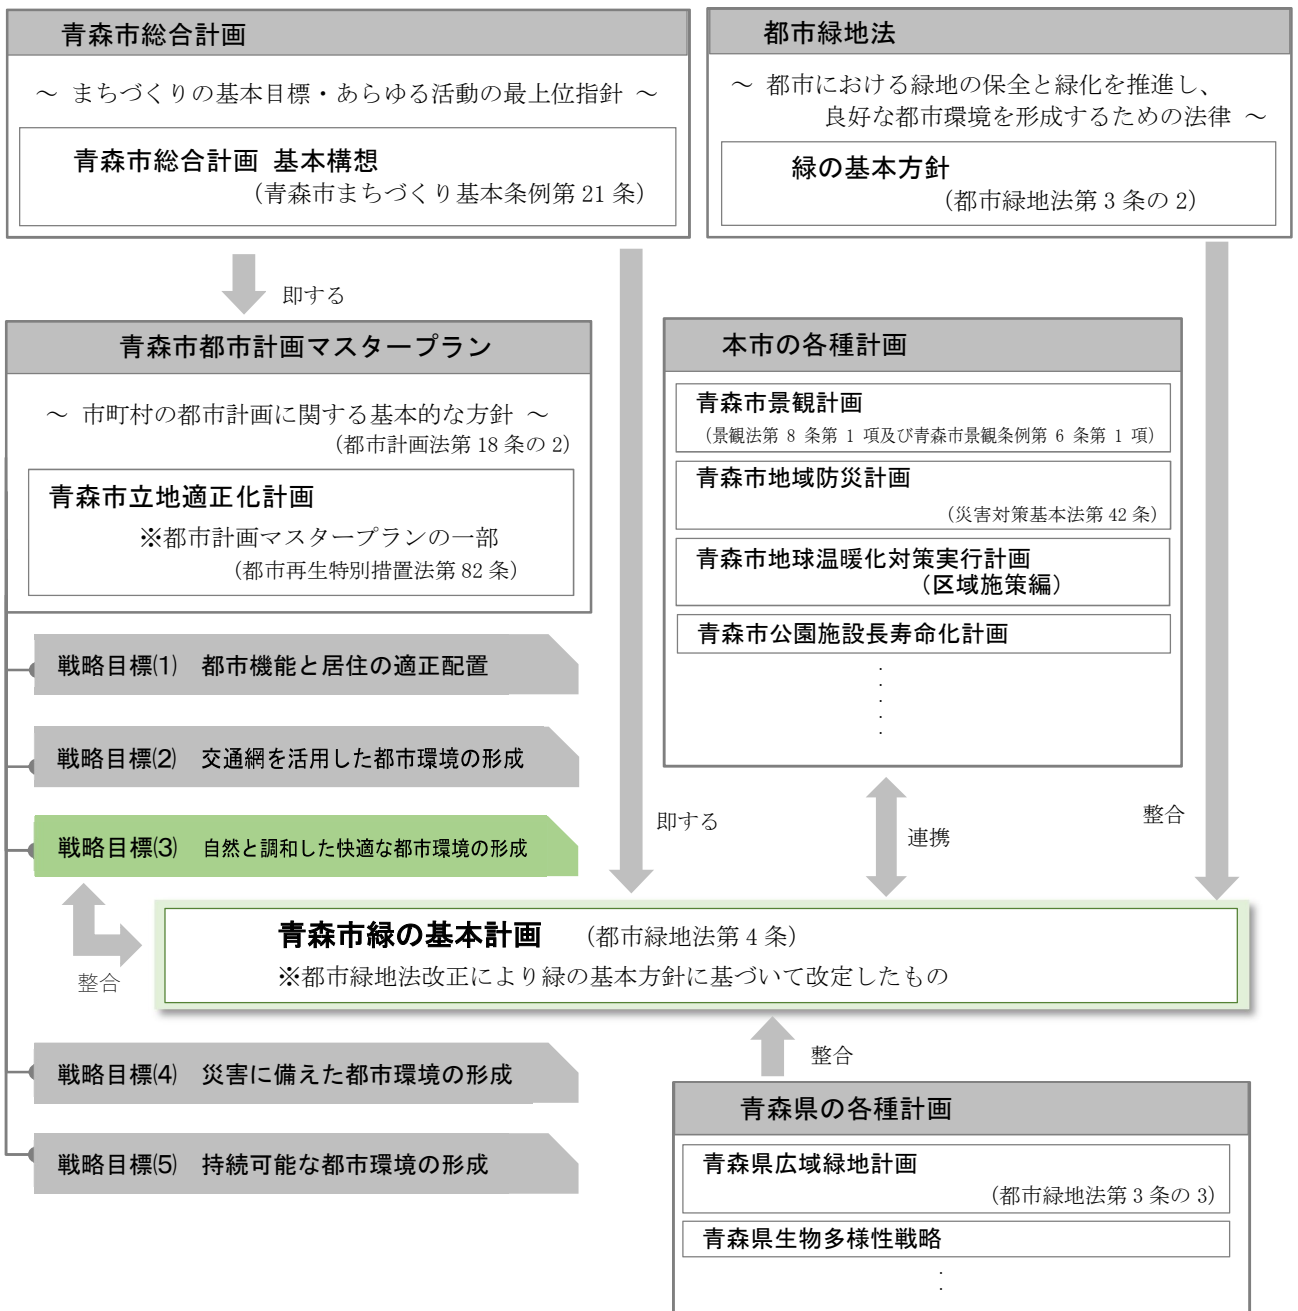 青森市総合計画
～ まちづくりの基本目標・あらゆる活動の最上位指針 ～
青森市総合計画 基本構想
（青森市まちづくり基本条例第 21 条）
都市緑地法
～ 都市における緑地の保全と緑化を推進し、
良好な都市環境を形成するための法律 ～
緑の基本方針
（都市緑地法第 3 条の 2）
即する
青森市都市計画マスタープラン
～ 市町村の都市計画に関する基本的な方針 ～
（都市計画法第 18 条の 2）
青森市立地適正化計画
※都市計画マスタープランの一部
（都市再生特別措置法第 82 条）
本市の各種計画
青森市景観計画
（景観法第 8 条第 1 項及び青森市景観条例第 6 条第 1 項）
青森市地域防災計画
（災害対策基本法第 42 条）
青森市地球温暖化対策実行計画
（区域施策編）
青森市公園施設長寿命化計画
・
・
・
・
・
戦略目標⑴　都市機能と居住の適正配置
戦略目標⑵　交通網を活用した都市環境の形成
戦略目標⑶　自然と調和した快適な都市環境の形成
即する
連携
整合
整合
青森市緑の基本計画　（都市緑地法第 4 条）
※都市緑地法改正により緑の基本方針に基づいて改定したもの
整合
戦略目標⑷　災害に備えた都市環境の形成
戦略目標⑸　持続可能な都市環境の形成
青森県の各種計画
青森県広域緑地計画
（都市緑地法第 3 条の 3）
青森県生物多様性戦略
・
・